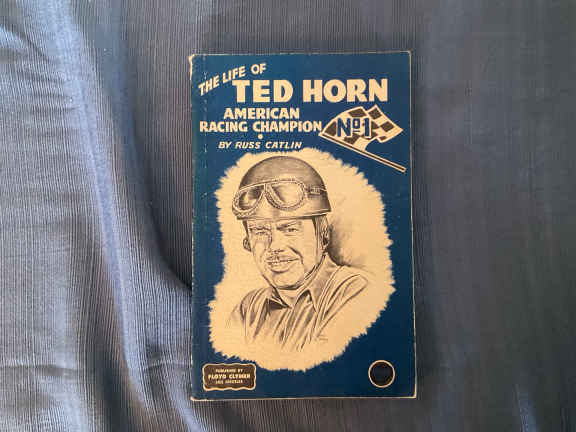 THE LIFE OF
TED HORN
AMERICAN
RACING CHAMPION
No1
BY RUSS CATLIN
PUBLISHED BY
FLOYD CLYMER
LOS ANGELES